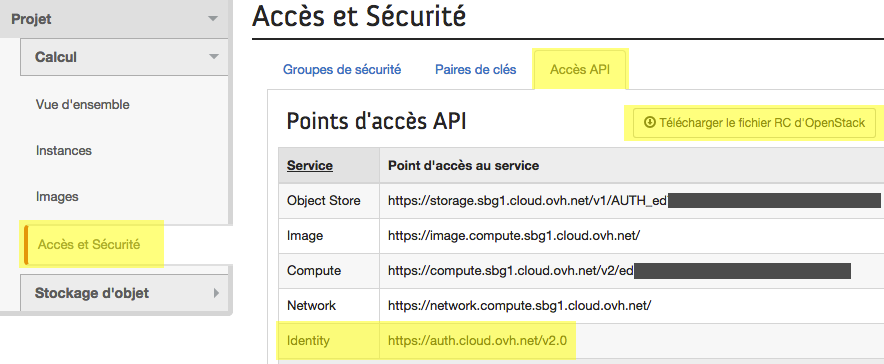 Projet
Calcul
Vue d'ensemble
Instances
Images
Accès et Sécurité
Stockage d'objet
Accès et Sécurité
Groupes de sécurité Paires de clés Accès API
Points d'accès API
Télécharger le fichier RC d'OpenStack
Service Point d'accès au service
Object Store https://storage.sbg1.cloud.ovh.net/v1/AUTH_ed
Image https://image.compute.sbg1.cloud.ovh.net/
Compute https://compute.sbg1.cloud.ovh.net/v2/ed
Network https://network.compute.sbg1.cloud.ovh.net/
Identity https://auth.cloud.ovh.net/v2.0